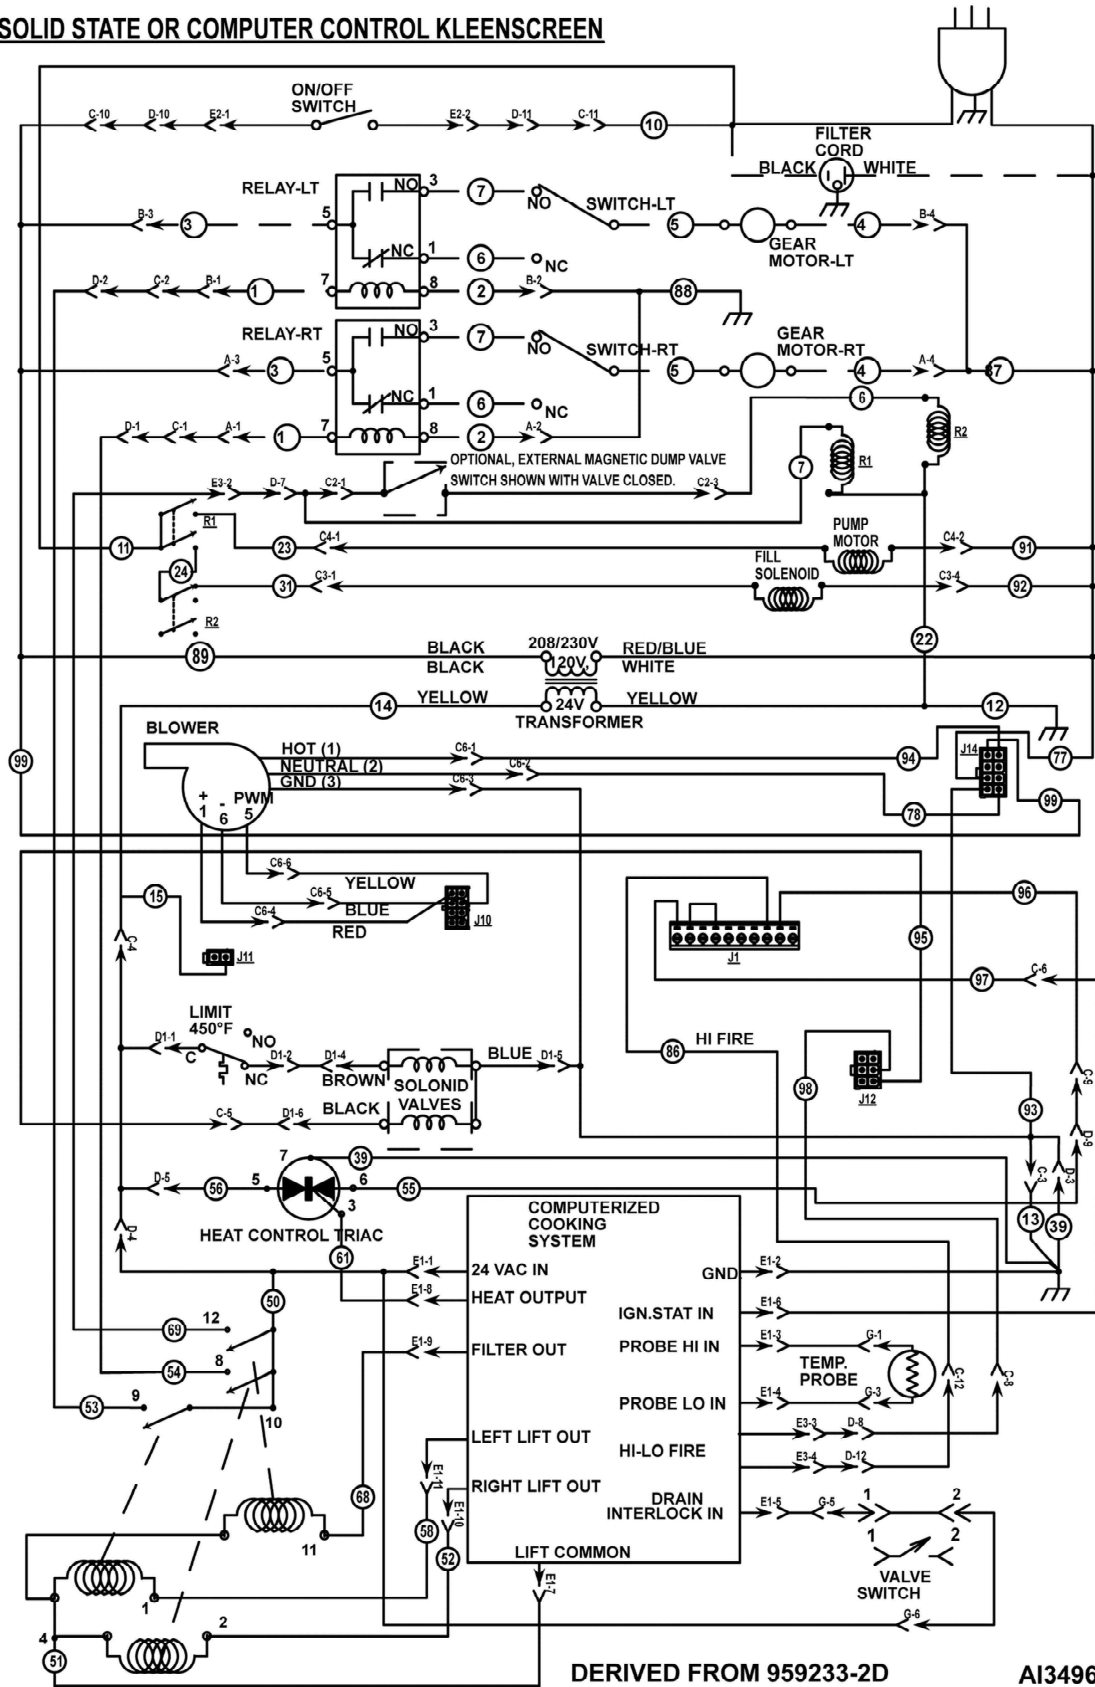 SOLID STATE OR COMPUTER CONTROL KLEENSCREEN
ON/OFF
SWITCH
C-10 D-10 E2-1 E2-2 D-11 C-11 10
FILTER
CORD
BLACK WHITE
RELAY-LT NO 3 7 NO SWITCH-LT
B-3 3 5 5 4 B-4
GEAR
MOTOR-LT
NC 1 6 NC
D-2 C-2 B-1 1 7 8 2 B-2 88
RELAY-RT NO 3 7 NO SWITCH-RT
GEAR
MOTOR-RT
A-3 3 5 5 4 A-4 87
NC 1 6 NC 6
D-1 C-1 A-1 1 7 8 2 A-2 R2
OPTIONAL, EXTERNAL MAGNETIC DUMP VALVE
SWITCH SHOWN WITH VALVE CLOSED.
7 R1
E3-2 D-7 C2-1 C2-3
R1
PUMP
MOTOR
11 23 C4-1 C4-2 91
24
FILL
SOLENOID
31 C3-1 C3-4 92
R2
22
89 BLACK 208/230V RED/BLUE
BLACK 120V, WHITE
14 YELLOW 24V YELLOW 12
TRANSFORMER
BLOWER
99
HOT (1) C6-1 94 J14 77
NEUTRAL (2) C6-2
GND (3) C6-3
+ - PWM
1 6 5
78 99
C6-6
YELLOW
15 C6-5 BLUE
C6-4 RED J10
96
C-4 J11 J1 95
97 C-6
LIMIT
450°F
NO
D1-1 C NC D1-2 D1-4 BROWN
SOLONID
VALVES
BLUE D1-5
86 HI FIRE
98 J12
C-6
C-5 D1-6 BLACK
93
D-9
7 39
D-5 56 5 6 55
3
C-3 D-3
HEAT CONTROL TRIAC
D-4 61
13 39
COMPUTERIZED
COOKING
SYSTEM
E1-1 24 VAC IN GND E1-2
50 E1-8 HEAT OUTPUT IGN.STAT IN E1-6
69 12 E1-9 FILTER OUT PROBE HI IN E1-3 G-1
54 8
TEMP.
PROBE
C-12 C-8
53 9 10 PROBE LO IN E1-4 G-3
LEFT LIFT OUT HI-LO FIRE E3-3 D-8
E1-11
E3-4 D-12
RIGHT LIFT OUT
E1-10
68 58 52
DRAIN
INTERLOCK IN
E1-5 G-5 1 2
11
1 2
VALVE
SWITCH
LIFT COMMON
E1-7
1
4 2
51
G-6
DERIVED FROM 959233-2D AI3496